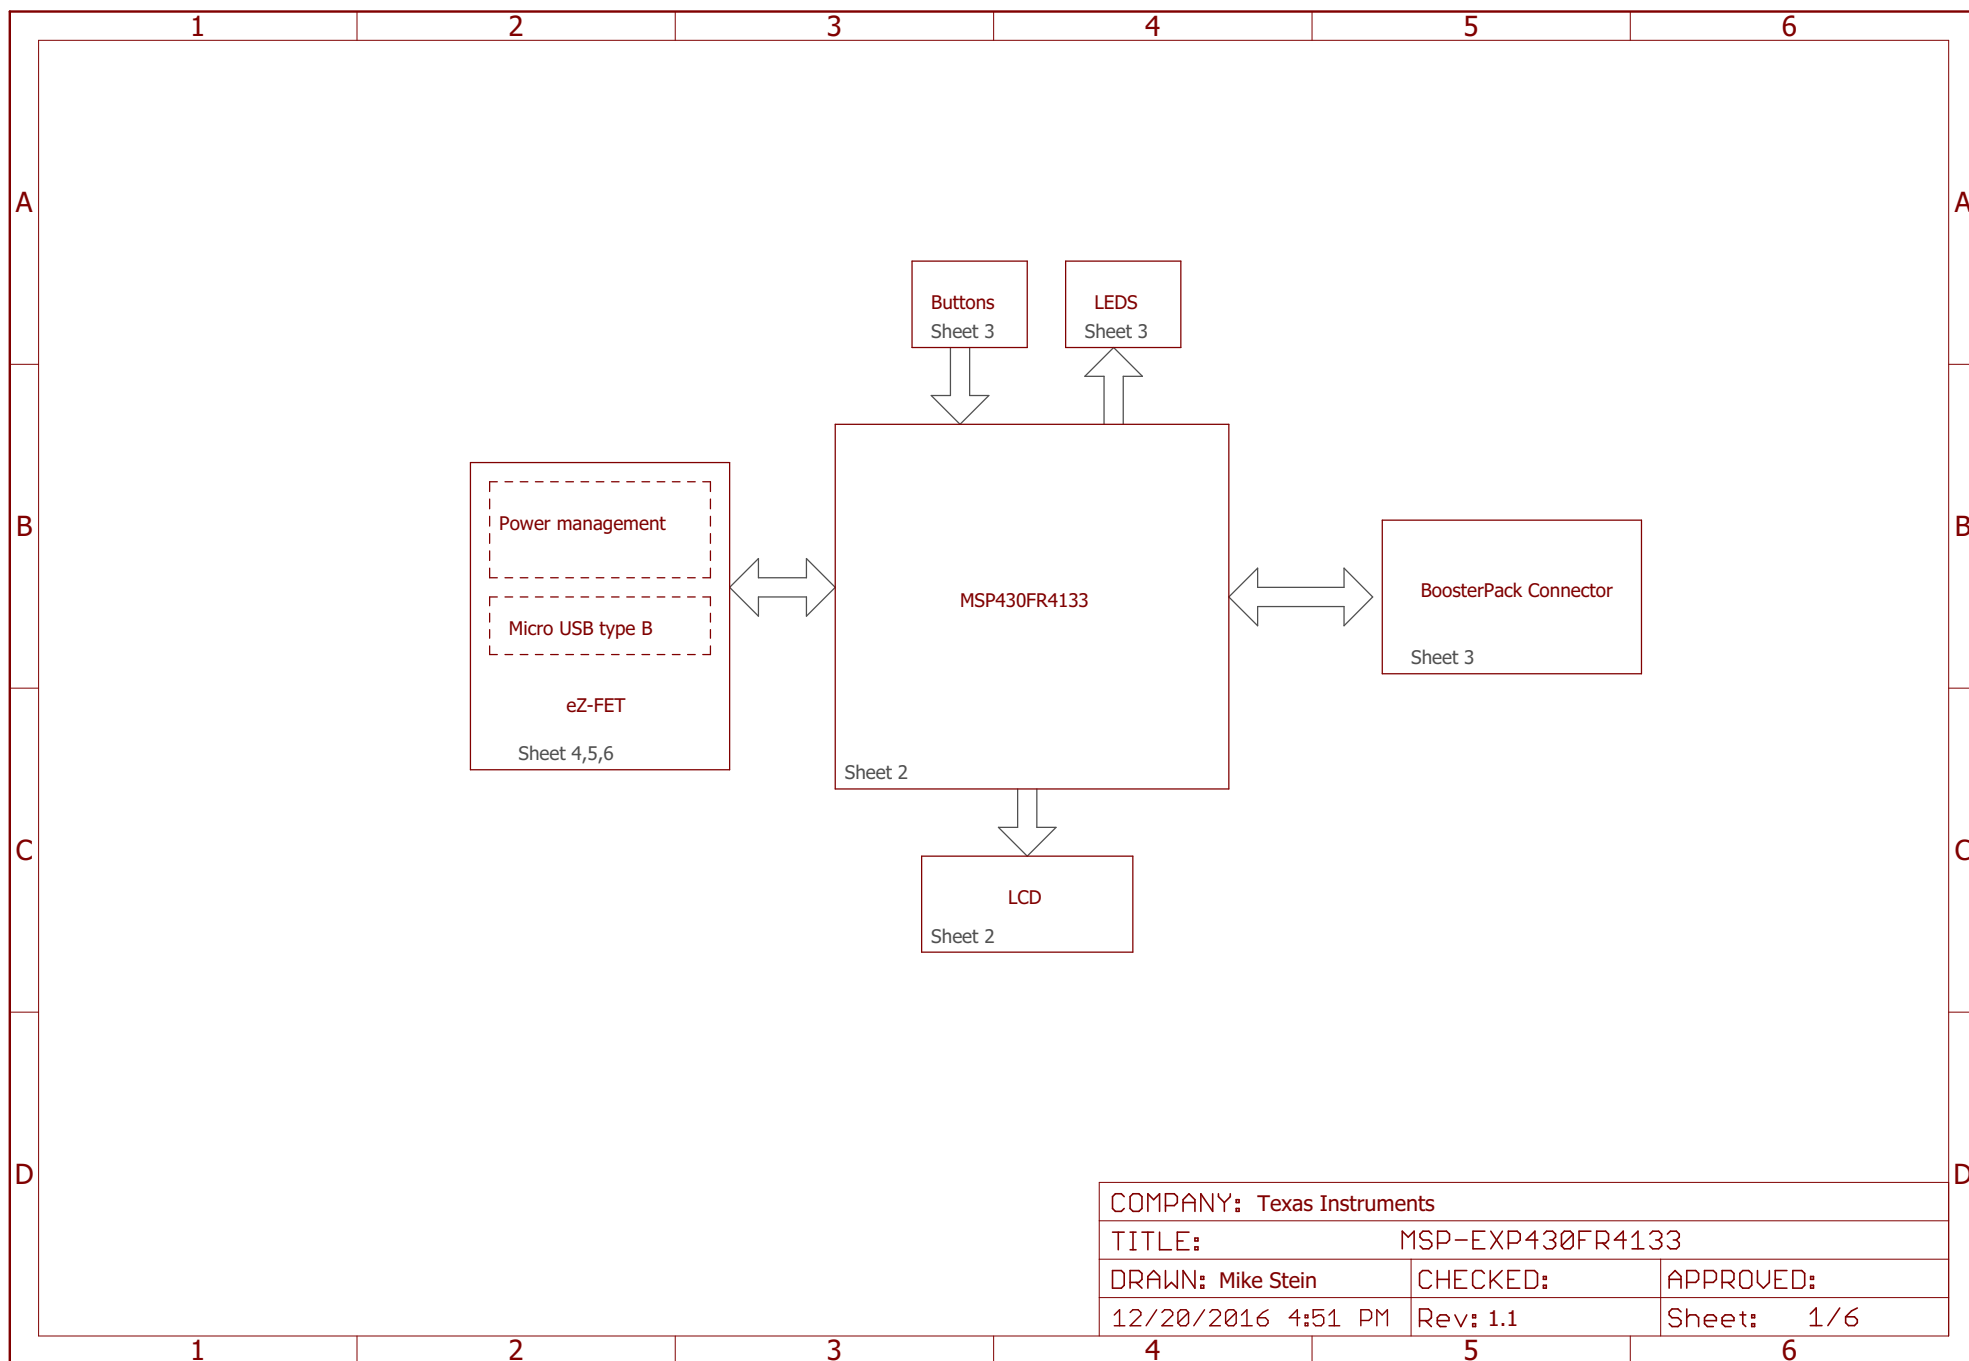 1 2 3 4 5 6
A A
Buttons
Sheet 3
LEDS
Sheet 3
B B
Power management
Micro USB type B
eZ-FET
Sheet 4,5,6
MSP430FR4133
Sheet 2
BoosterPack Connector
Sheet 3
C C
LCD
Sheet 2
D D
COMPANY: Texas Instruments
TITLE: MSP-EXP430FR4133
DRAWN: Mike Stein CHECKED: APPROVED:
12/20/2016 4:51 PM Rev: 1.1 Sheet: 1/6
1 2 3 4 5 6